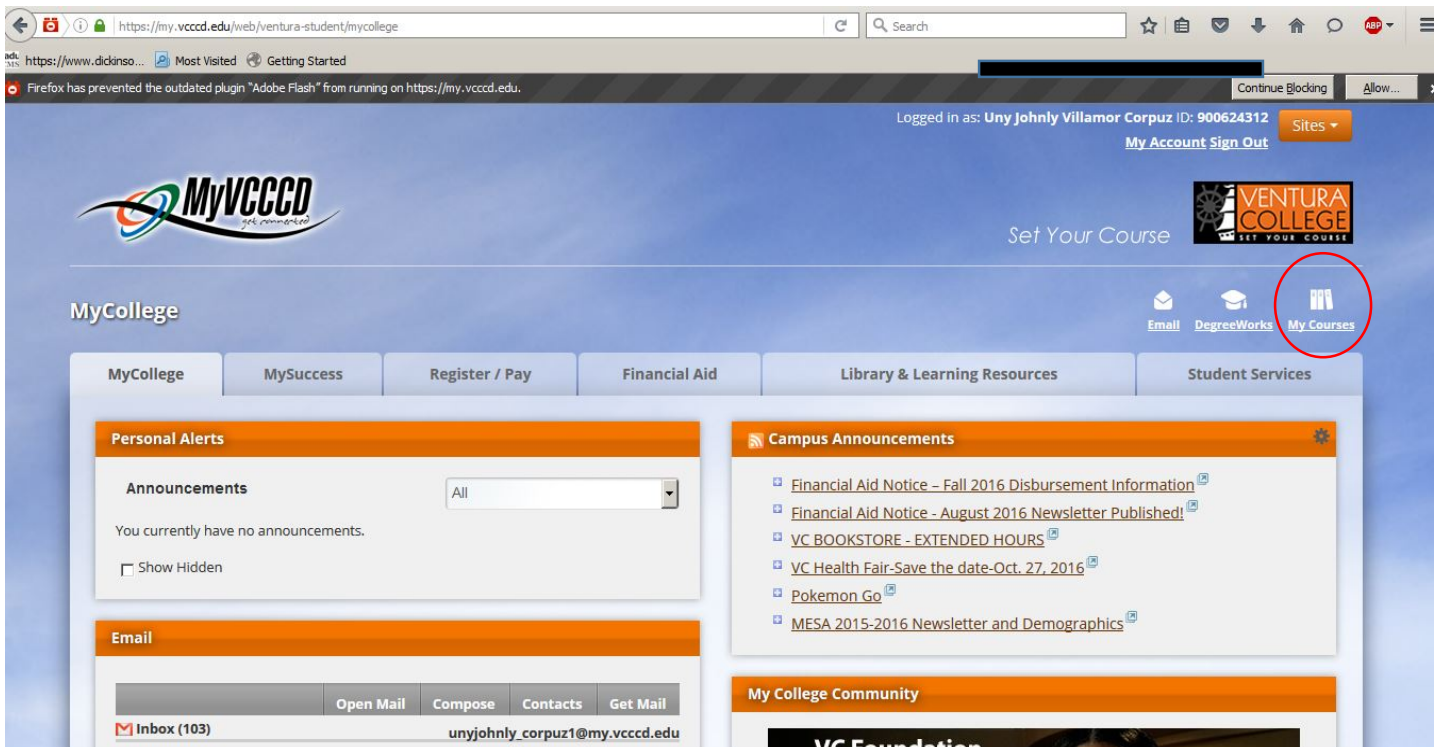 https://my.vcccd.edu/web/ventura-student/mycollege
Search
ABP
https://www.dickinso... Most Visited Getting Started
Firefox has prevented the outdated plugin "Adobe Flash" from running on https://my.vcccd.edu.
Continue Blocking Allow...
Logged in as: Uny Johnly Villamor Corpuz ID: 900624312
Sites
My Account Sign Out
MyVCCCD
get connected
Set Your Course
VENTURA
COLLEGE
SET YOUR COURSE
MyCollege
Email DegreeWorks My Courses
MyCollege MySuccess Register / Pay Financial Aid Library & Learning Resources Student Services
Personal Alerts
Announcements
All
You currently have no announcements.
Show Hidden
Campus Announcements
Financial Aid Notice – Fall 2016 Disbursement Information
Financial Aid Notice - August 2016 Newsletter Published!
VC BOOKSTORE - EXTENDED HOURS
VC Health Fair-Save the date-Oct. 27, 2016
Pokemon Go
MESA 2015-2016 Newsletter and Demographics
Email
Open Mail Compose Contacts Get Mail
Inbox (103) unyjohnly_corpuz1@my.vcccd.edu
My College Community
VC Foundation